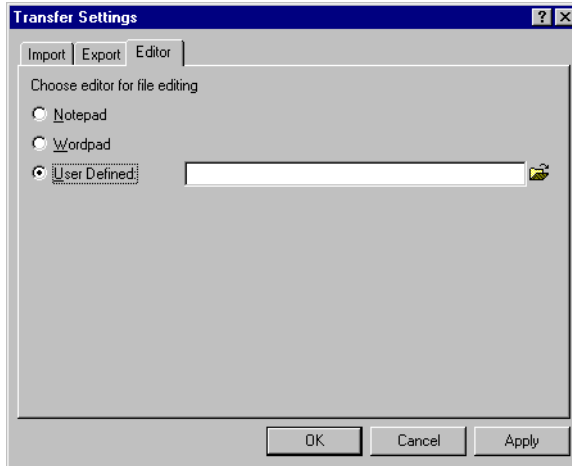 Transfer Settings
Import Export Editor
Choose editor for file editing
Notepad
Wordpad
User Defined:
OK Cancel Apply